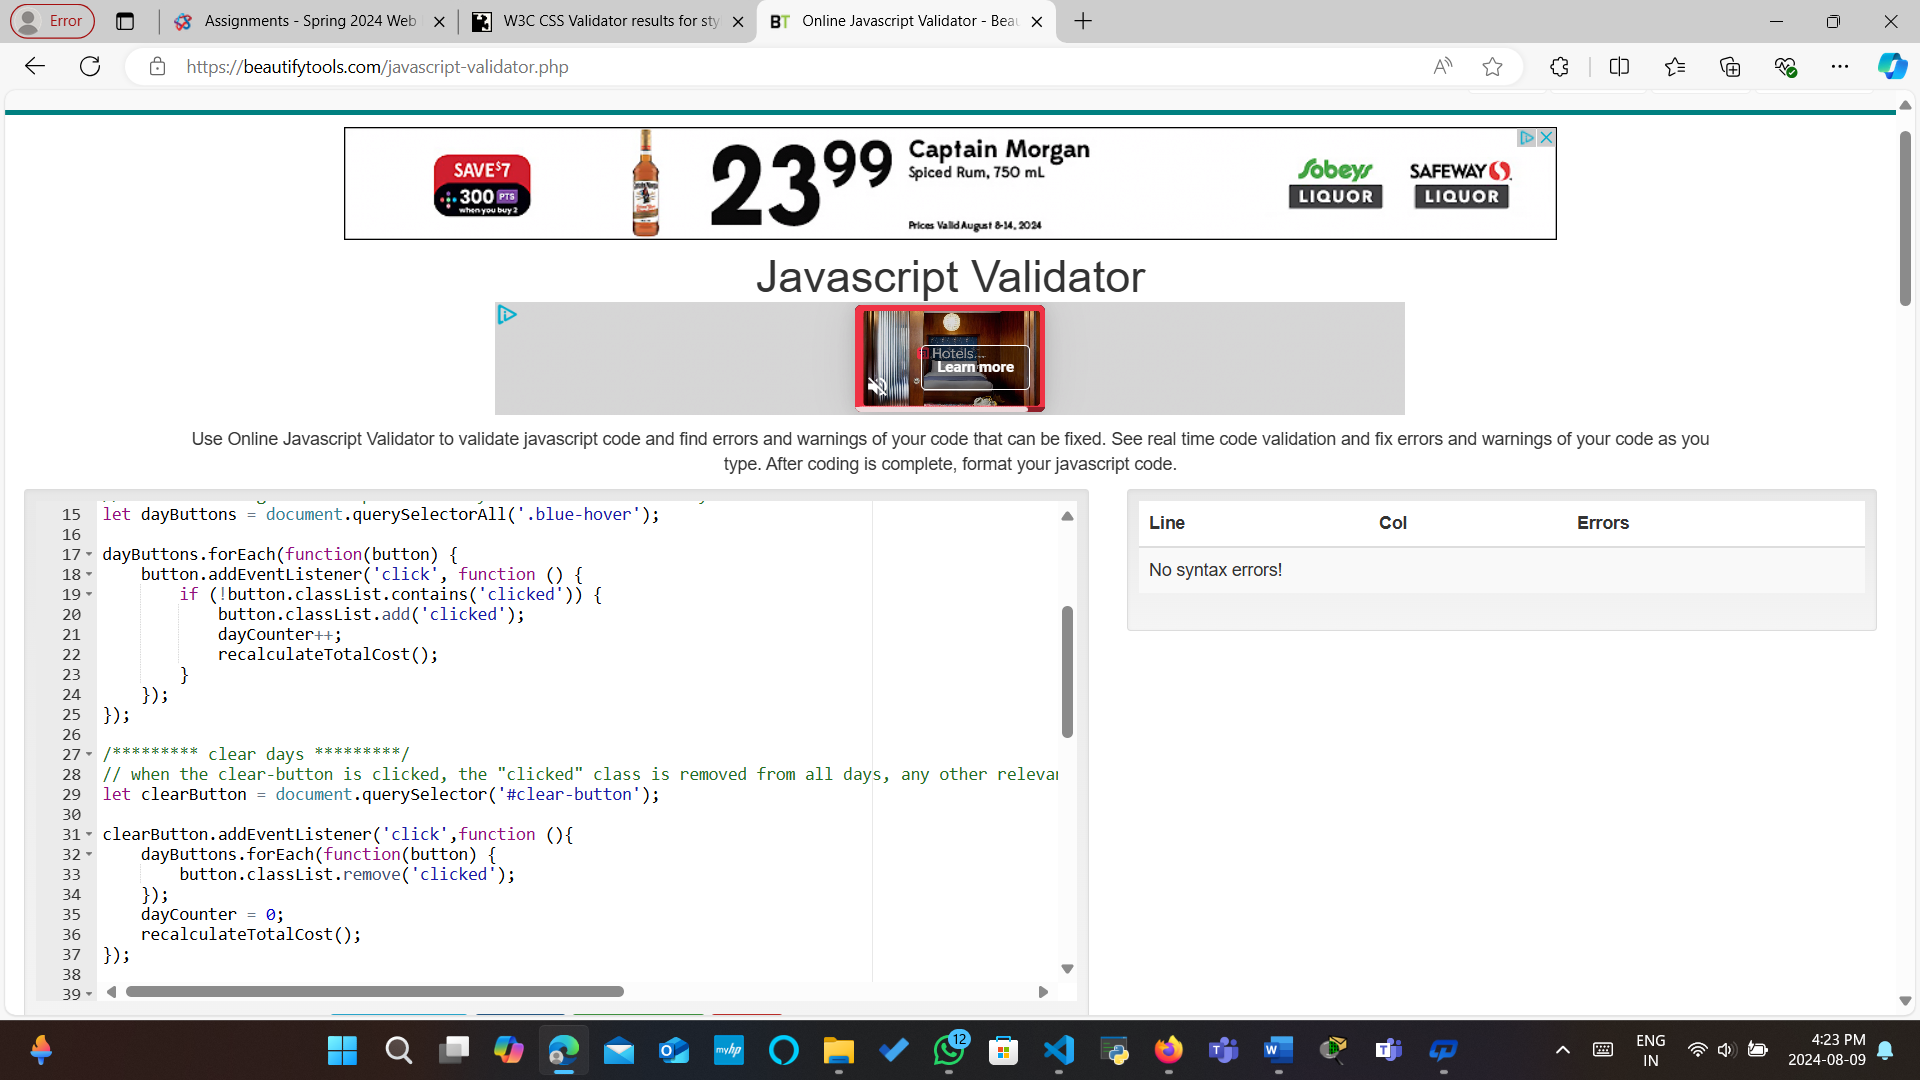 Error
Assignments - Spring 2024 Web
W3C CSS Validator results for sty
BT Online Javascript Validator - Beau
https://beautifytools.com/javascript-validator.php
SAVE $7
300 PTS
when you buy 2
23 99
Captain Morgan
Spiced Rum, 750 mL
Prices Valid August 8-14, 2024
Sobeys
LIQUOR
SAFEWAY
LIQUOR
Javascript Validator
Hotels...
Learn more
Use Online Javascript Validator to validate javascript code and find errors and warnings of your code that can be fixed. See real time code validation and fix errors and warnings of your code as you
type. After coding is complete, format your javascript code.
15 let dayButtons = document.querySelectorAll('.blue-hover');
16
17 dayButtons.forEach(function(button) {
18     button.addEventListener('click', function () {
19         if (!button.classList.contains('clicked')) {
20             button.classList.add('clicked');
21             dayCounter++;
22             recalculateTotalCost();
23         }
24     });
25 });
26
27 /********* clear days *********/
28 // when the clear-button is clicked, the "clicked" class is removed from all days, any other relevan
29 let clearButton = document.querySelector('#clear-button');
30
31 clearButton.addEventListener('click',function (){
32     dayButtons.forEach(function(button) {
33         button.classList.remove('clicked');
34     });
35     dayCounter = 0;
36     recalculateTotalCost();
37 });
38
39
Line Col Errors
No syntax errors!
myhp
12
ENG
IN
4:23 PM
2024-08-09